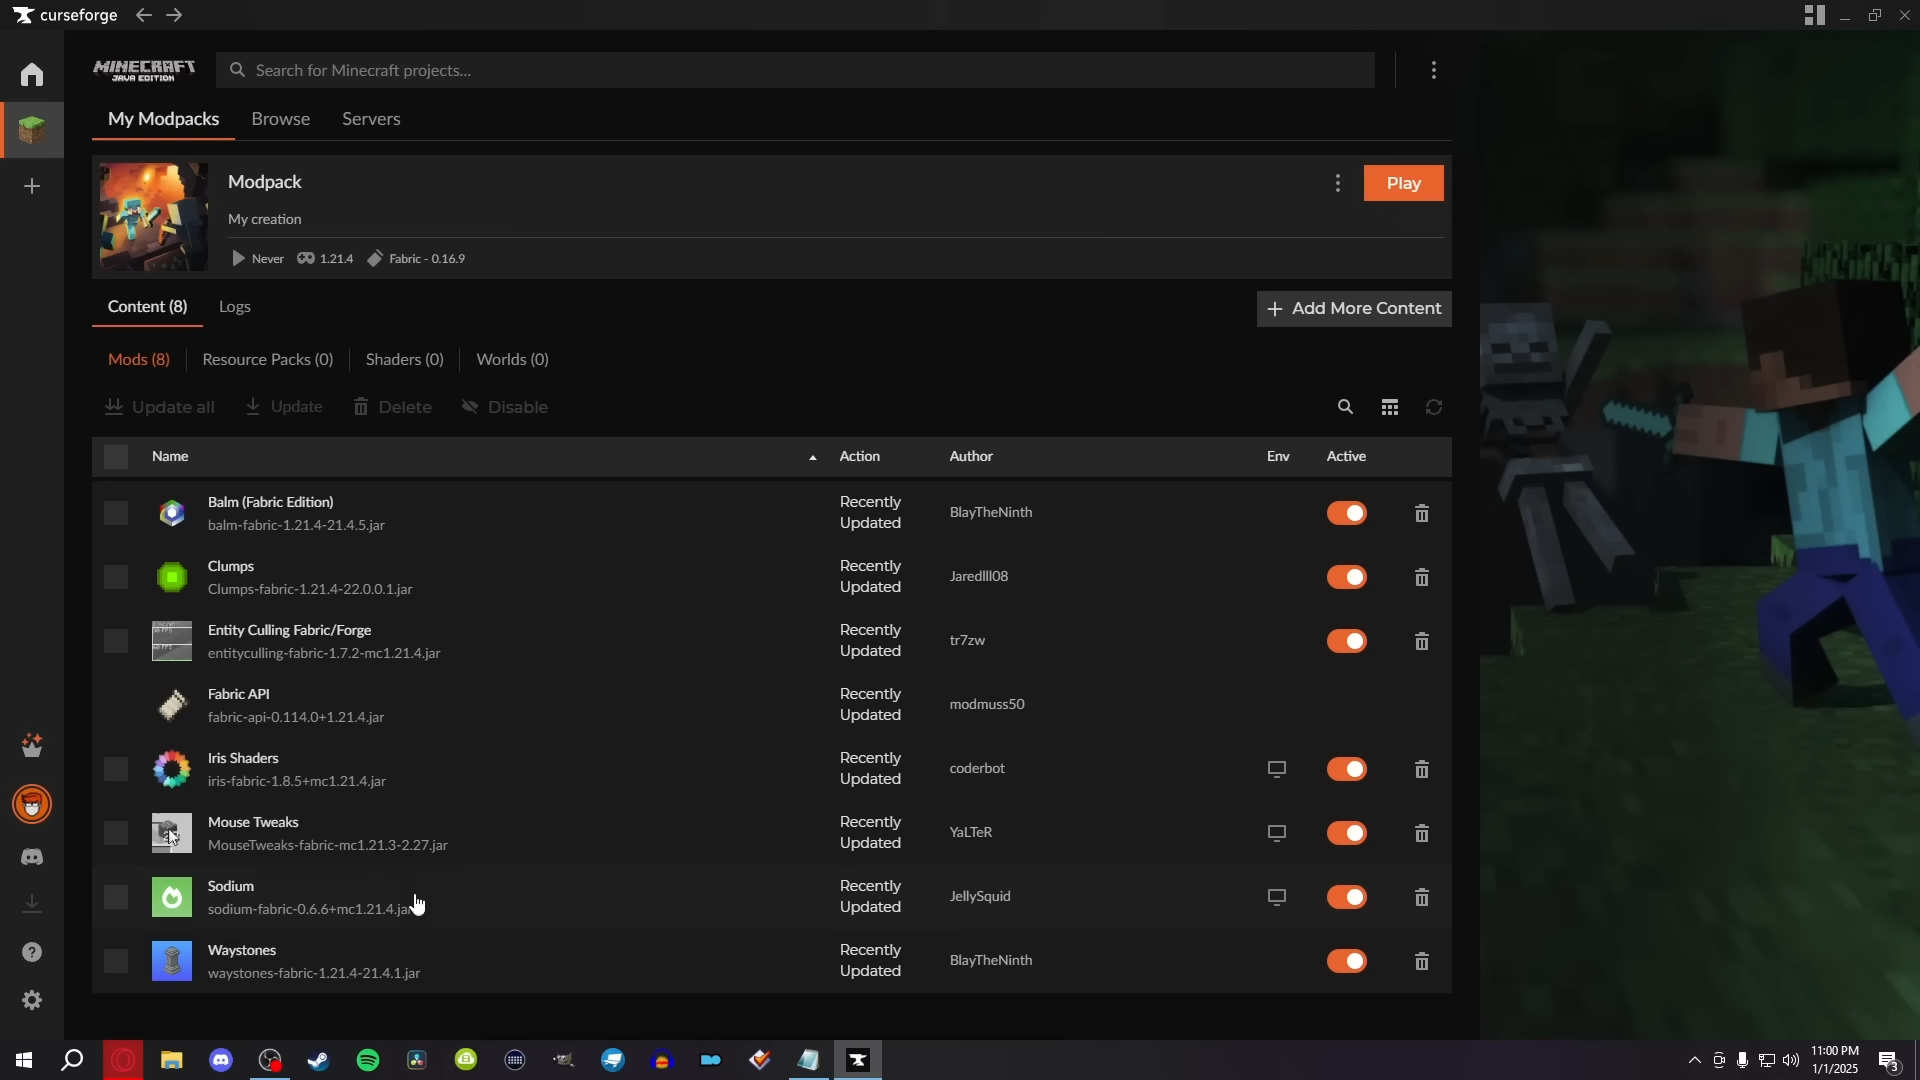 curseforge
MINECRAFT
JAVA EDITION
Search for Minecraft projects...
My Modpacks
Browse
Servers
Modpack
My creation
Never
1.21.4
Fabric - 0.16.9
Play
Content (8)
Logs
Add More Content
Mods (8)
Resource Packs (0)
Shaders (0)
Worlds (0)
Update all
Update
Delete
Disable
Name
Action
Author
Env
Active
Balm (Fabric Edition)
balm-fabric-1.21.4-21.4.5.jar
Recently
Updated
BlayTheNinth
Clumps
Clumps-fabric-1.21.4-22.0.0.1.jar
Recently
Updated
Jaredlll08
Entity Culling Fabric/Forge
entityculling-fabric-1.7.2-mc1.21.4.jar
Recently
Updated
tr7zw
Fabric API
fabric-api-0.114.0+1.21.4.jar
Recently
Updated
modmuss50
Iris Shaders
iris-fabric-1.8.5+mc1.21.4.jar
Recently
Updated
coderbot
Mouse Tweaks
MouseTweaks-fabric-mc1.21.3-2.27.jar
Recently
Updated
YaLTeR
Sodium
sodium-fabric-0.6.6+mc1.21.4.jar
Recently
Updated
JellySquid
Waystones
waystones-fabric-1.21.4-21.4.1.jar
Recently
Updated
BlayTheNinth
11:00 PM
1/1/2025
3